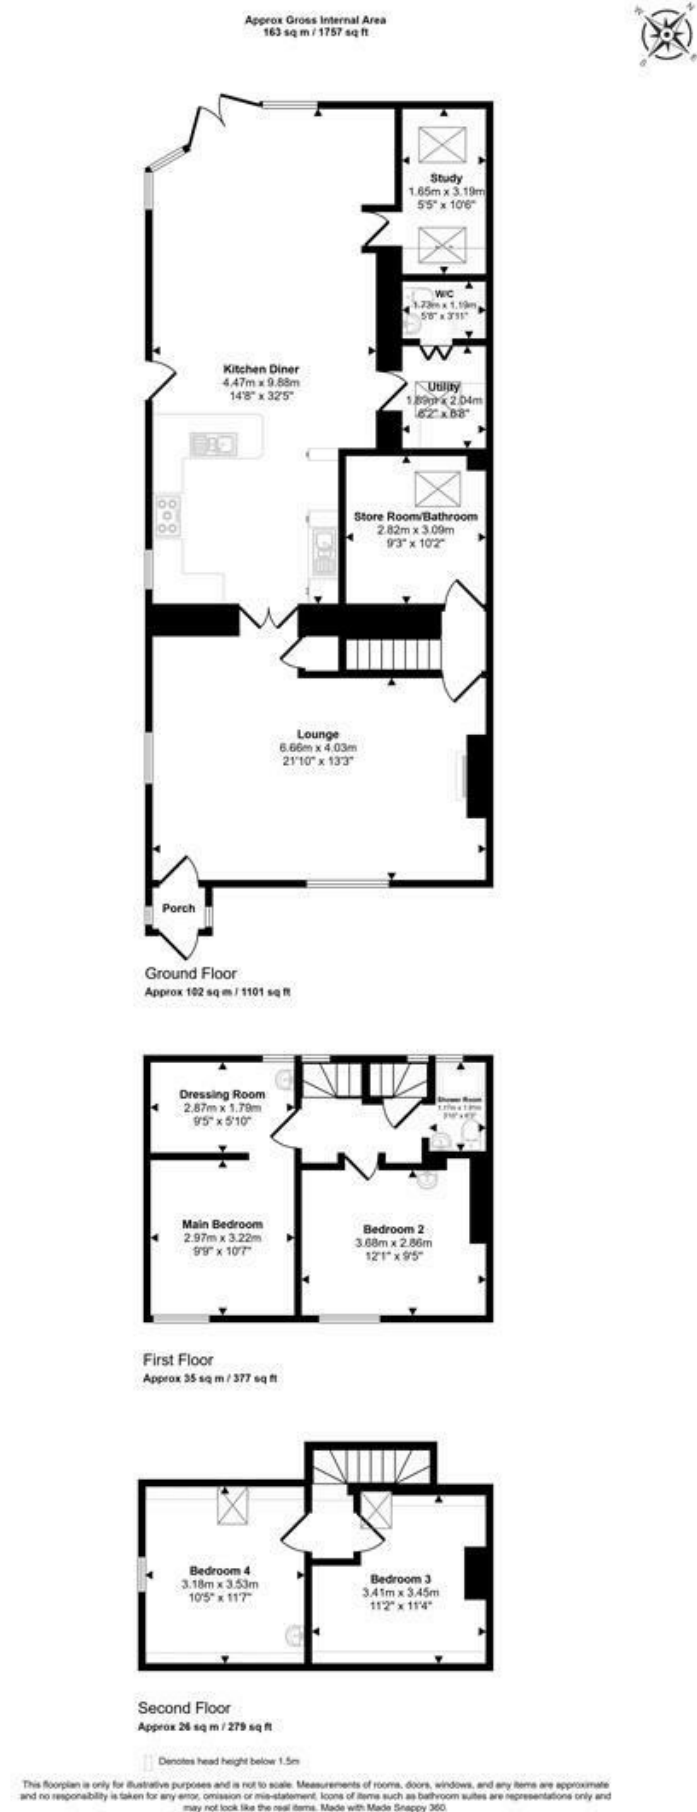 Approx Gross Internal Area
163 sq m / 1757 sq ft
N
Study
1.65m x 3.19m
5'5" x 10'6"
W/C
1.73m x 1.19m
5'8" x 3'11"
Kitchen Diner
4.47m x 9.88m
14'8" x 32'5"
Utility
1.89m x 2.04m
6'2" x 6'8"
Store Room/Bathroom
2.82m x 3.09m
9'3" x 10'2"
Lounge
6.66m x 4.03m
21'10" x 13'3"
Porch
Ground Floor
Approx 102 sq m / 1101 sq ft
Dressing Room
2.87m x 1.79m
9'5" x 5'10"
Shower Room
Main Bedroom
2.97m x 3.22m
9'9" x 10'7"
Bedroom 2
3.68m x 2.86m
12'1" x 9'5"
First Floor
Approx 35 sq m / 377 sq ft
Bedroom 4
3.18m x 3.53m
10'5" x 11'7"
Bedroom 3
3.41m x 3.45m
11'2" x 11'4"
Second Floor
Approx 26 sq m / 279 sq ft
Denotes head height below 1.5m
This floorplan is only for illustrative purposes and is not to scale. Measurements of rooms, doors, windows, and any items are approximate
and no responsibility is taken for any error, omission or mis-statement. Icons of items such as bathroom suites are representations only and
may not look like the real items. Made with Made Snappy 360.